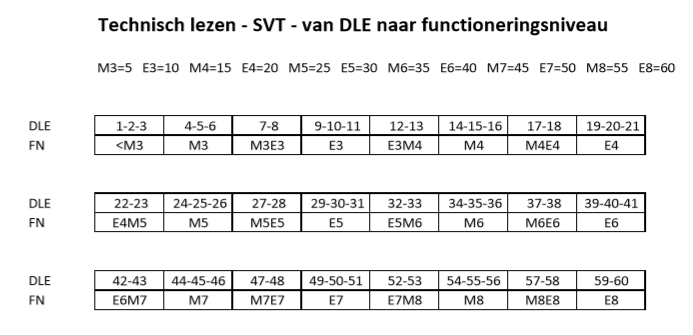 Technisch lezen - SVT - van DLE naar functioneringsniveau
M3=5 E3=10 M4=15 E4=20 M5=25 E5=30 M6=35 E6=40 M7=45 E7=50 M8=55 E8=60
DLE 1-2-3 4-5-6 7-8 9-10-11 12-13 14-15-16 17-18 19-20-21
FN <M3 M3 M3E3 E3 E3M4 M4 M4E4 E4
DLE 22-23 24-25-26 27-28 29-30-31 32-33 34-35-36 37-38 39-40-41
FN E4M5 M5 M5E5 E5 E5M6 M6 M6E6 E6
DLE 42-43 44-45-46 47-48 49-50-51 52-53 54-55-56 57-58 59-60
FN E6M7 M7 M7E7 E7 E7M8 M8 M8E8 E8